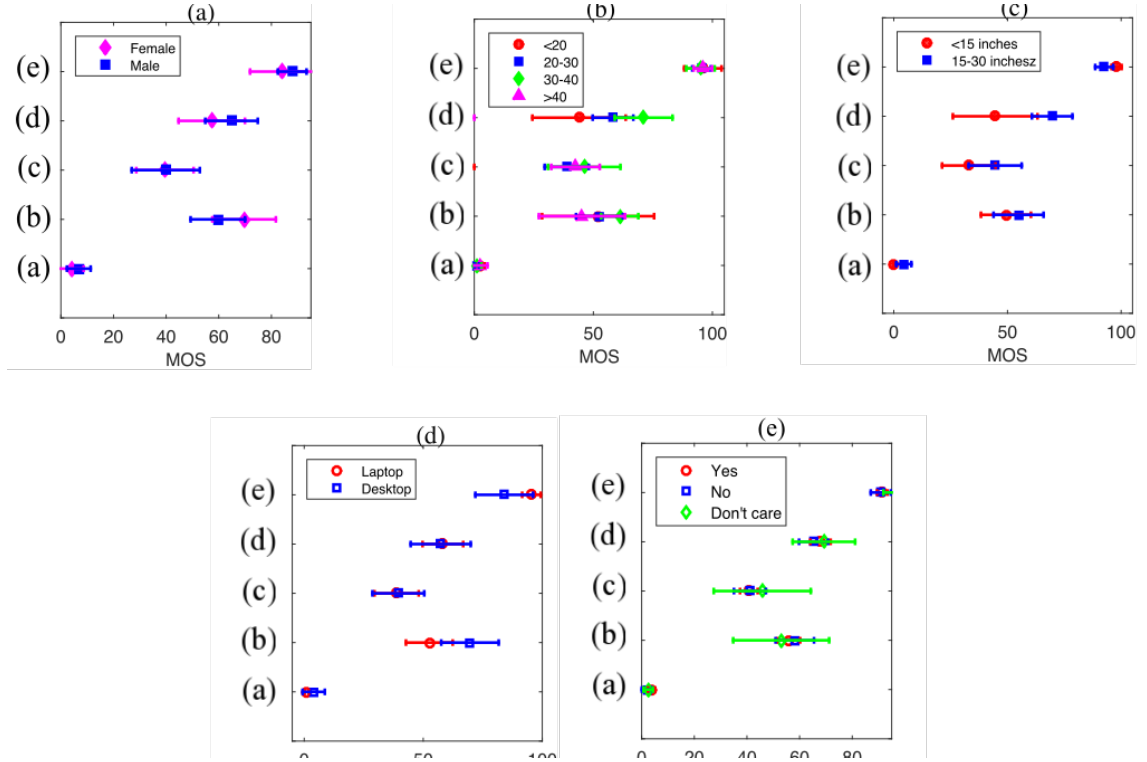 (a)
Female
Male
(e)
(d)
(c)
(b)
(a)
0 20 40 60 80
MOS
(b)
<20
20-30
30-40
>40
(e)
(d)
(c)
(b)
(a)
0 50 100
MOS
(c)
<15 inches
15-30 inchesz
(e)
(d)
(c)
(b)
(a)
0 50 100
MOS
(d)
Laptop
Desktop
(e)
(d)
(c)
(b)
(a)
0 50 100
(e)
Yes
No
Don't care
(e)
(d)
(c)
(b)
(a)
0 20 40 60 80